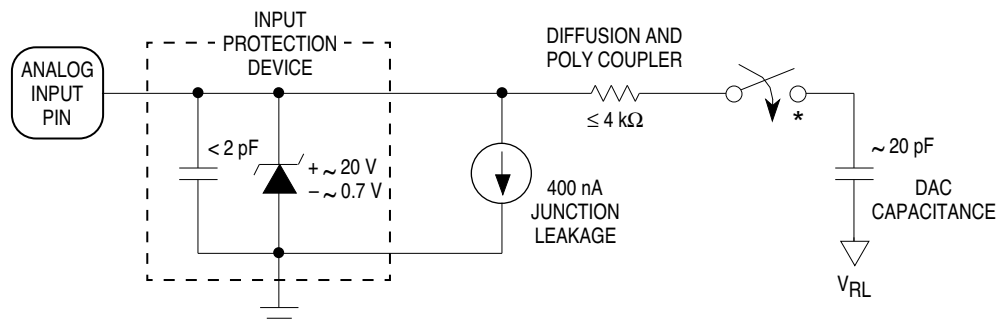 ANALOG
INPUT
PIN
INPUT
PROTECTION
DEVICE
< 2 pF
+ ~ 20 V
– ~ 0.7 V
400 nA
JUNCTION
LEAKAGE
DIFFUSION AND
POLY COUPLER
≤ 4 kΩ
*
~ 20 pF
DAC
CAPACITANCE
VRL